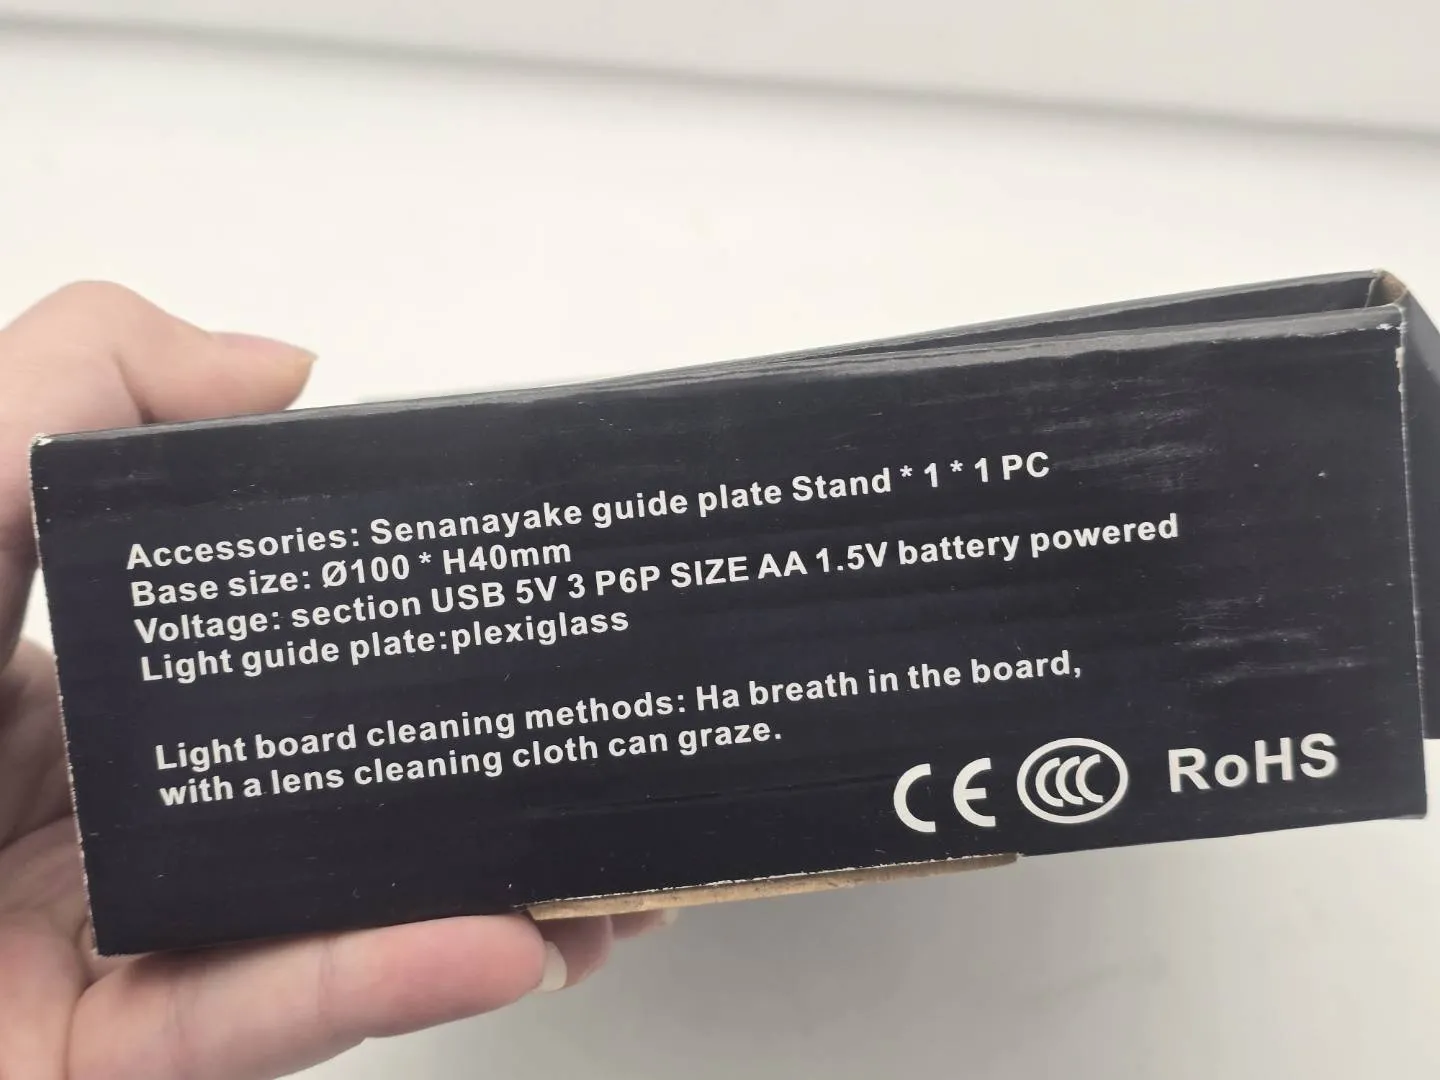 Accessories: Senanayake guide plate Stand * 1 * 1 PC
Base size: Ø100 * H40mm
Voltage: section USB 5V 3 P6P SIZE AA 1.5V battery powered
Light guide plate:plexiglass
Light board cleaning methods: Ha breath in the board,
with a lens cleaning cloth can graze.
CE CCC RoHS